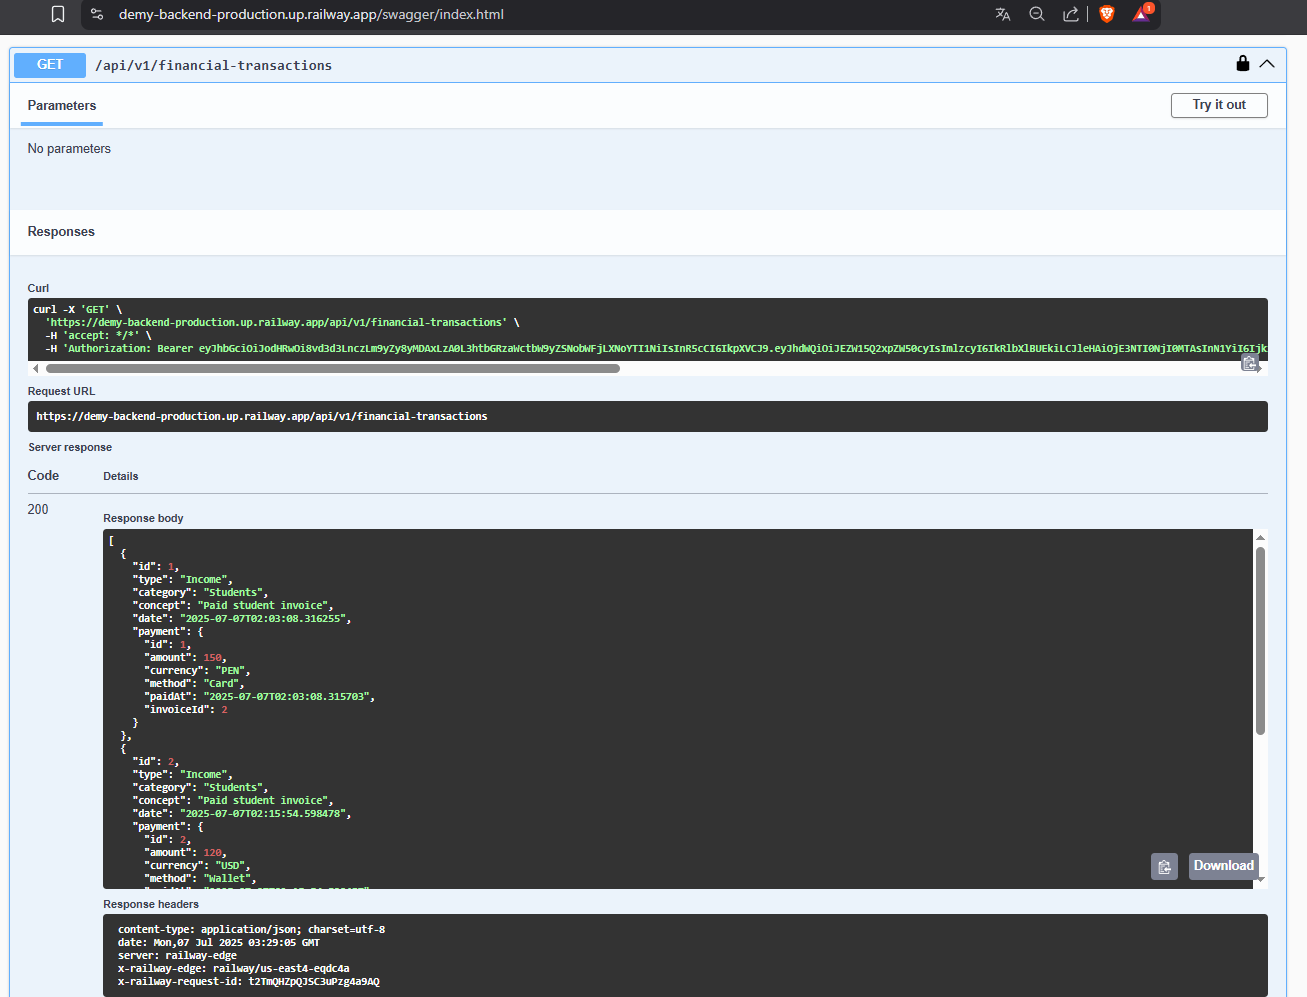 demy-backend-production.up.railway.app/swagger/index.html
1
GET /api/v1/financial-transactions
Parameters
Try it out
No parameters
Responses
Curl
curl -X 'GET' \
'https://demy-backend-production.up.railway.app/api/v1/financial-transactions' \
-H 'accept: */*' \
-H 'Authorization: Bearer
Request URL
https://demy-backend-production.up.railway.app/api/v1/financial-transactions
Server response
Code Details
200
Response body
[
{
"id": 1,
"type": "Income",
"category": "Students",
"concept": "Paid student invoice",
"date": "2025-07-07T02:03:08.316255",
"payment": {
"id": 1,
"amount": 150,
"currency": "PEN",
"method": "Card",
"paidAt": "2025-07-07T02:03:08.315703",
"invoiceId": 2
}
},
{
"id": 2,
"type": "Income",
"category": "Students",
"concept": "Paid student invoice",
"date": "2025-07-07T02:15:54.598478",
"payment": {
"id": 2,
"amount": 120,
"currency": "USD",
"method": "Wallet",
Download
Response headers
content-type: application/json; charset=utf-8
date: Mon,07 Jul 2025 03:29:05 GMT
server: railway-edge
x-railway-edge: railway/us-east4-eqdc4a
x-railway-request-id: t2TmQHZpQJSC3uPzg4a9AQ